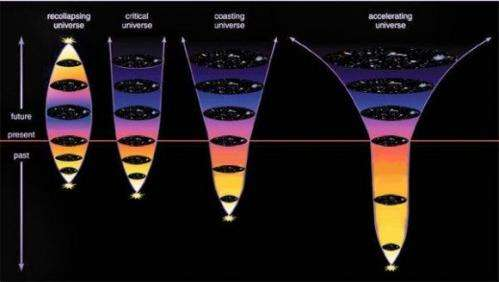 recollapsing
universe
critical
universe
coasting
universe
accelerating
universe
future
present
past